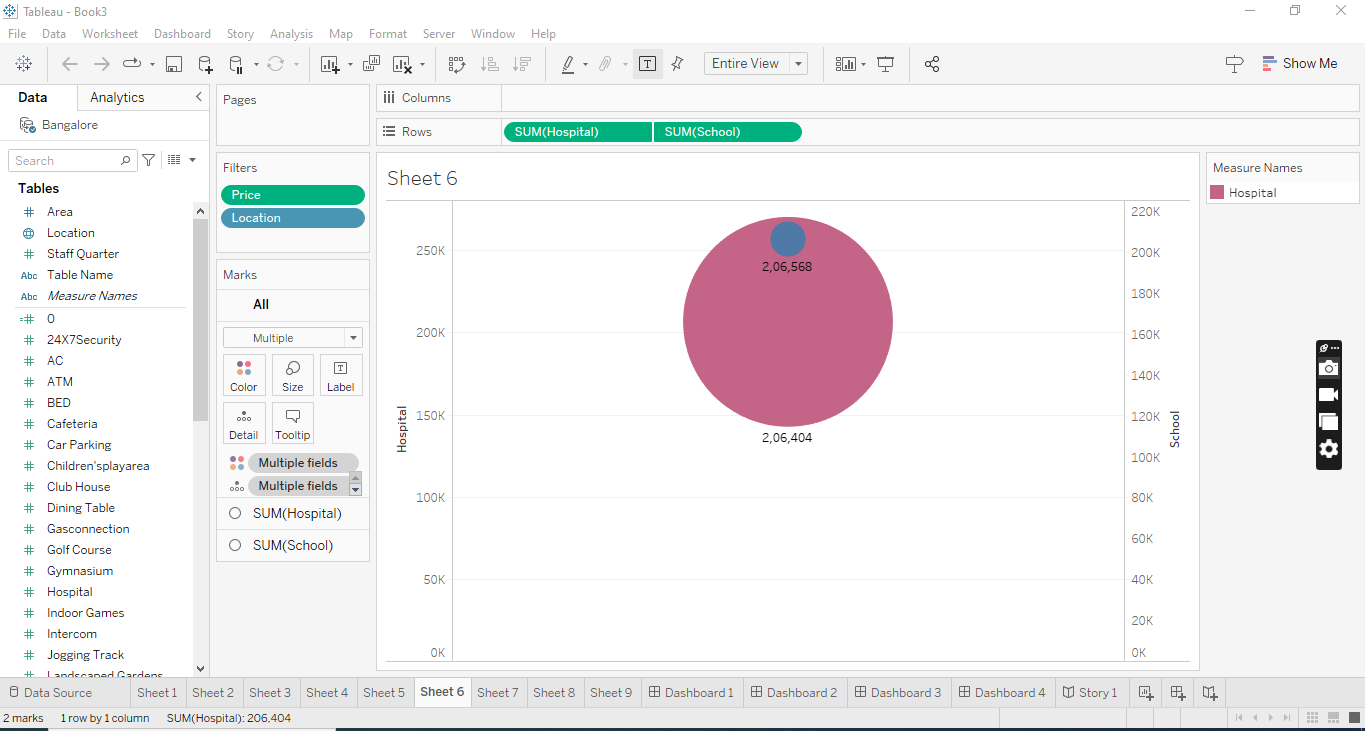 Tableau - Book3
File Data Worksheet Dashboard Story Analysis Map Format Server Window Help
Entire View
Show Me
Data Analytics
Bangalore
Search
Tables
Area
Location
Staff Quarter
Abc Table Name
Abc Measure Names
0
24X7Security
AC
ATM
BED
Cafeteria
Car Parking
Children'splayarea
Club House
Dining Table
Gasconnection
Golf Course
Gymnasium
Hospital
Indoor Games
Intercom
Jogging Track
Landscaped Gardens
Pages
Filters
Price
Location
Marks
All
Multiple
Color Size Label
Detail Tooltip
Multiple fields
Multiple fields
SUM(Hospital)
SUM(School)
Columns
Rows SUM(Hospital) SUM(School)
Sheet 6
250K
200K
150K
100K
50K
0K
Hospital
2,06,568
2,06,404
220K
200K
180K
160K
140K
120K
100K
80K
60K
40K
20K
0K
School
Measure Names
Hospital
Data Source Sheet 1 Sheet 2 Sheet 3 Sheet 4 Sheet 5 Sheet 6 Sheet 7 Sheet 8 Sheet 9 Dashboard 1 Dashboard 2 Dashboard 3 Dashboard 4 Story 1
2 marks 1 row by 1 column SUM(Hospital): 206,404